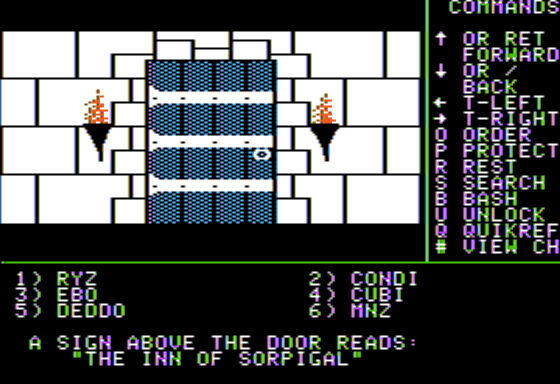 COMMANDS
↑ OR RET
FORWARD
↓ OR /
BACK
← T-LEFT
→ T-RIGHT
O ORDER
P PROTECT
R REST
S SEARCH
B BASH
U UNLOCK
Q QUIKREF
# VIEW CH
1) RYZ 2) CONDI
3) EBO 4) CUBI
5) DEDDO 6) MNZ
A SIGN ABOVE THE DOOR READS:
"THE INN OF SORPIGAL"